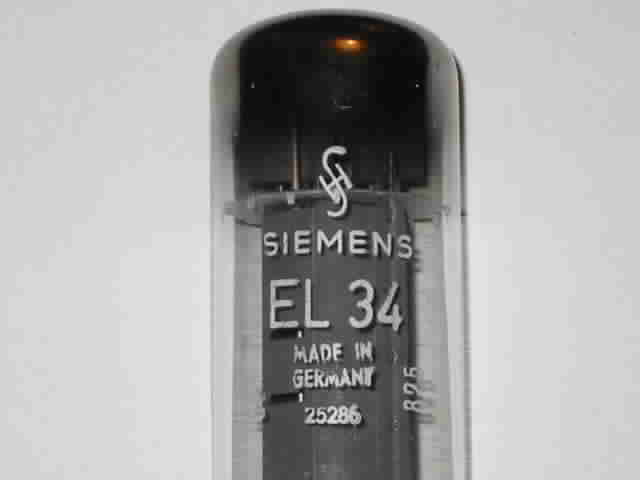 SIEMENS
EL 34
MADE IN
GERMANY
25286
825